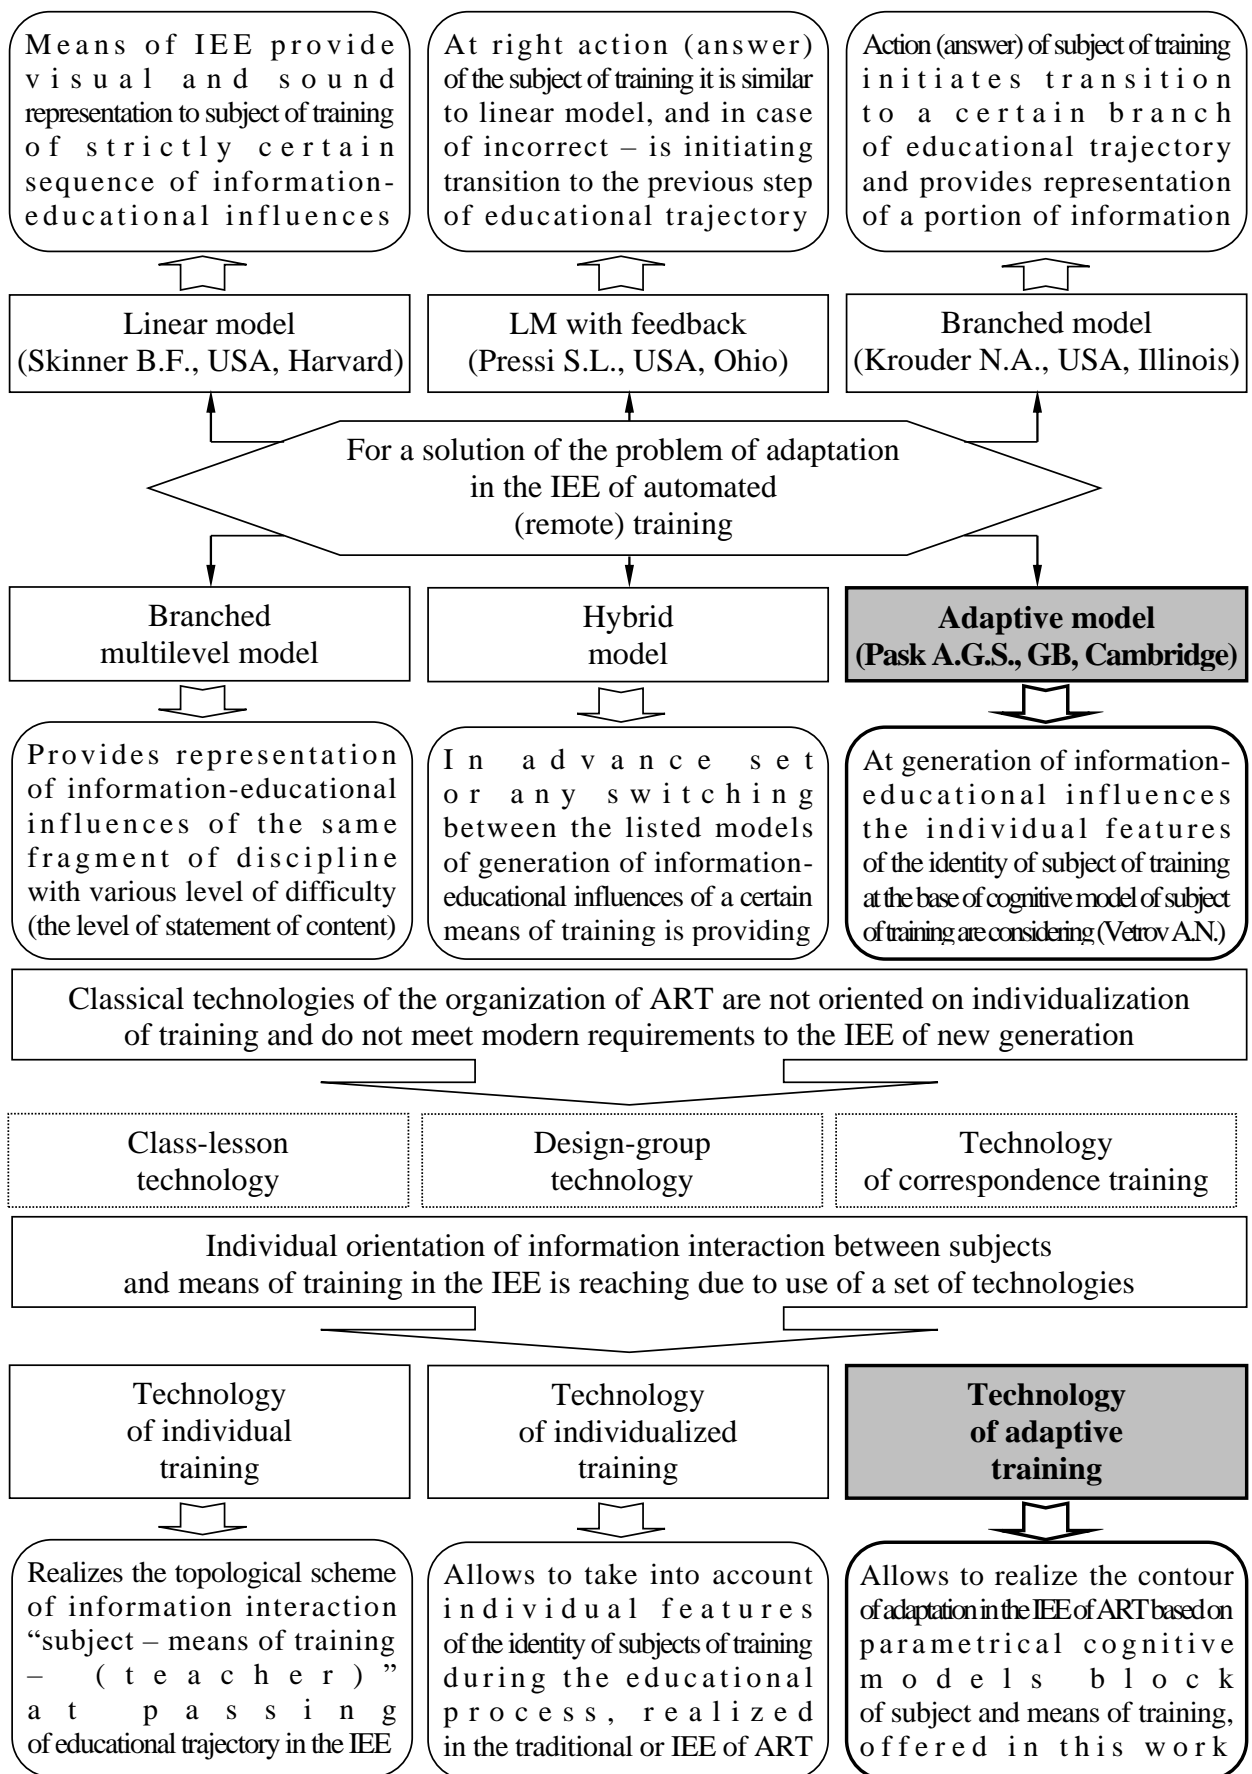 Means of IEE provide
visual and sound
representation to subject of training
of strictly certain
sequence of information-
educational influences
At right action (answer)
of the subject of training it is similar
to linear model, and in case
of incorrect – is initiating
transition to the previous step
of educational trajectory
Action (answer) of subject of training
initiates transition
to a certain branch
of educational trajectory
and provides representation
of a portion of information
Linear model
(Skinner B.F., USA, Harvard)
LM with feedback
(Pressi S.L., USA, Ohio)
Branched model
(Krouder N.A., USA, Illinois)
For a solution of the problem of adaptation
in the IEE of automated
(remote) training
Branched
multilevel model
Hybrid
model
Adaptive model
(Pask A.G.S., GB, Cambridge)
Provides representation
of information-educational
influences of the same
fragment of discipline
with various level of difficulty
(the level of statement of content)
In advance set
or any switching
between the listed models
of generation of information-
educational influences of a certain
means of training is providing
At generation of information-
educational influences
the individual features
of the identity of subject of training
at the base of cognitive model of subject
of training are considering (Vetrov A.N.)
Classical technologies of the organization of ART are not oriented on individualization
of training and do not meet modern requirements to the IEE of new generation
Class-lesson
technology
Design-group
technology
Technology
of correspondence training
Individual orientation of information interaction between subjects
and means of training in the IEE is reaching due to use of a set of technologies
Technology
of individual
training
Technology
of individualized
training
Technology
of adaptive
training
Realizes the topological scheme
of information interaction
“subject – means of training
– (teacher)”
at passing
of educational trajectory in the IEE
Allows to take into account
individual features
of the identity of subjects of training
during the educational
process, realized
in the traditional or IEE of ART
Allows to realize the contour
of adaptation in the IEE of ART based on
parametrical cognitive
models block
of subject and means of training,
offered in this work